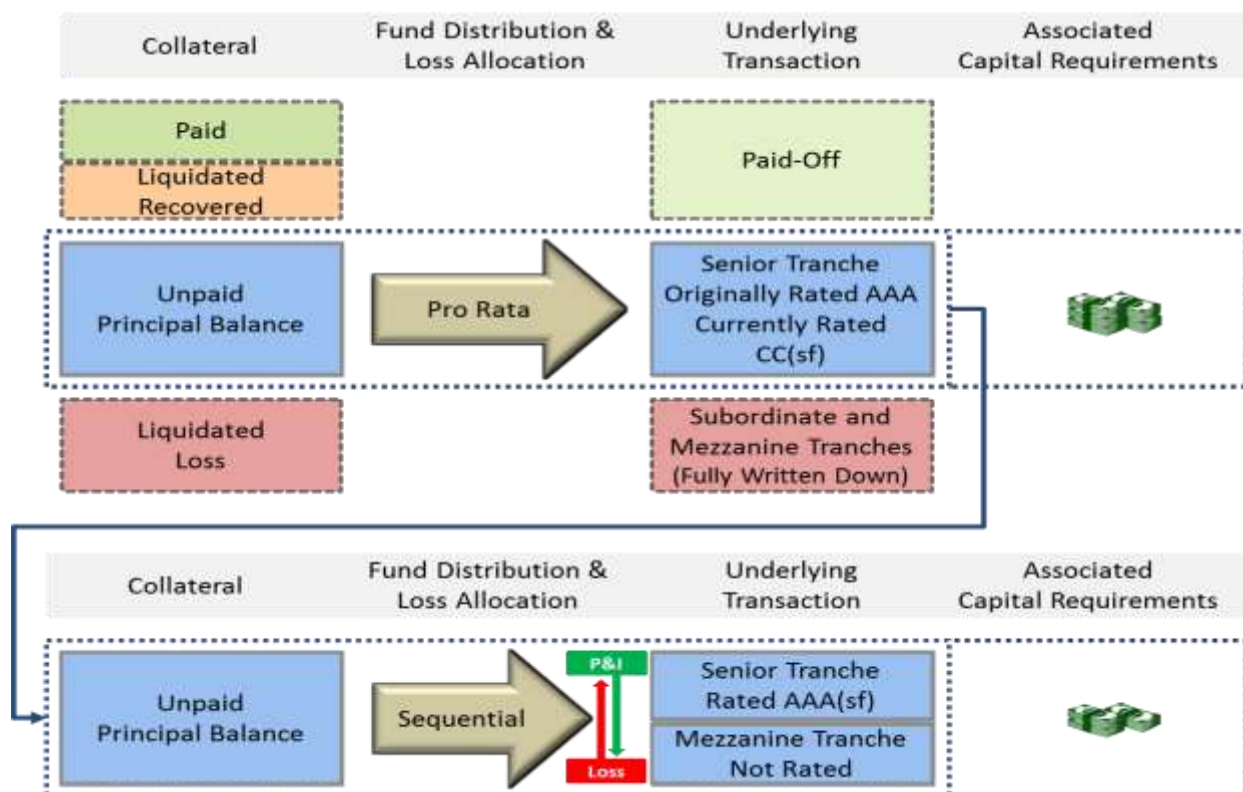 Collateral
Fund Distribution &
Loss Allocation
Underlying
Transaction
Associated
Capital Requirements
Paid
Liquidated
Recovered
Paid-Off
Unpaid
Principal Balance
Pro Rata
Senior Tranche
Originally Rated AAA
Currently Rated
CC(sf)
Liquidated
Loss
Subordinate and
Mezzanine Tranches
(Fully Written Down)
Collateral
Fund Distribution &
Loss Allocation
Underlying
Transaction
Associated
Capital Requirements
Unpaid
Principal Balance
Sequential
P&I
Loss
Senior Tranche
Rated AAA(sf)
Mezzanine Tranche
Not Rated